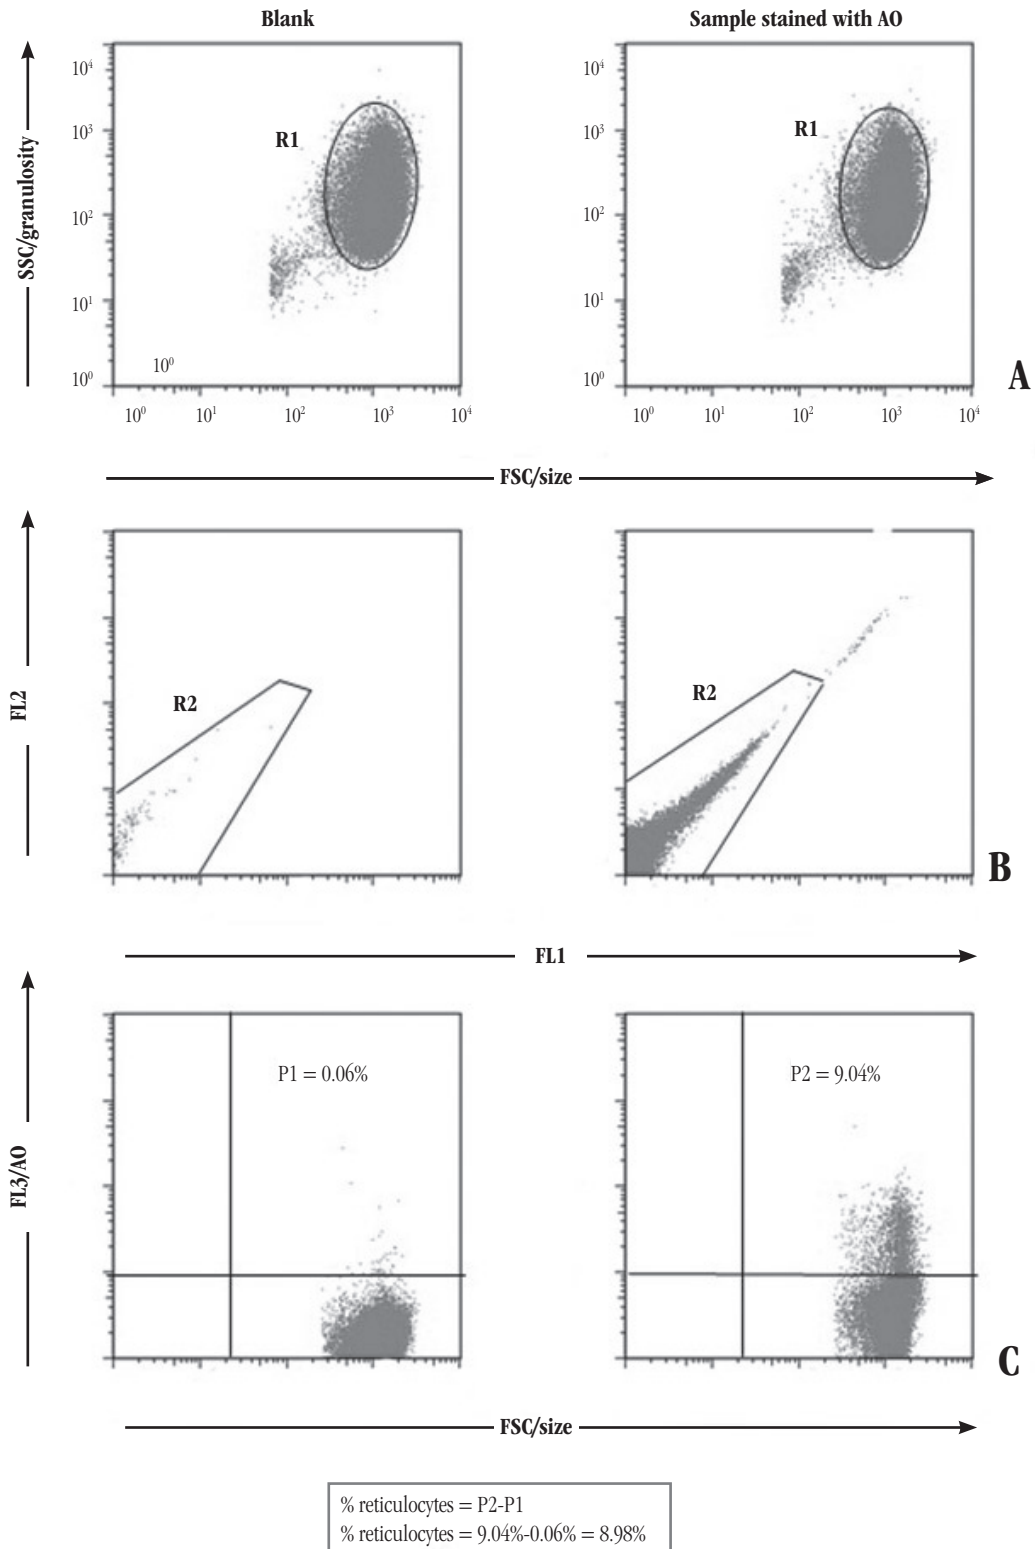 Blank
Sample stained with AO
SSC/granulosity
10⁴
10³
10²
10¹
10⁰
R1
10⁰
10⁰ 10¹ 10² 10³ 10⁴
10⁴
10³
10²
10¹
10⁰
R1
10⁰ 10¹ 10² 10³ 10⁴
A
FSC/size
FL2
R2
R2
B
FL1
FL3/AO
P1 = 0.06%
P2 = 9.04%
C
FSC/size
% reticulocytes = P2-P1
% reticulocytes = 9.04%-0.06% = 8.98%